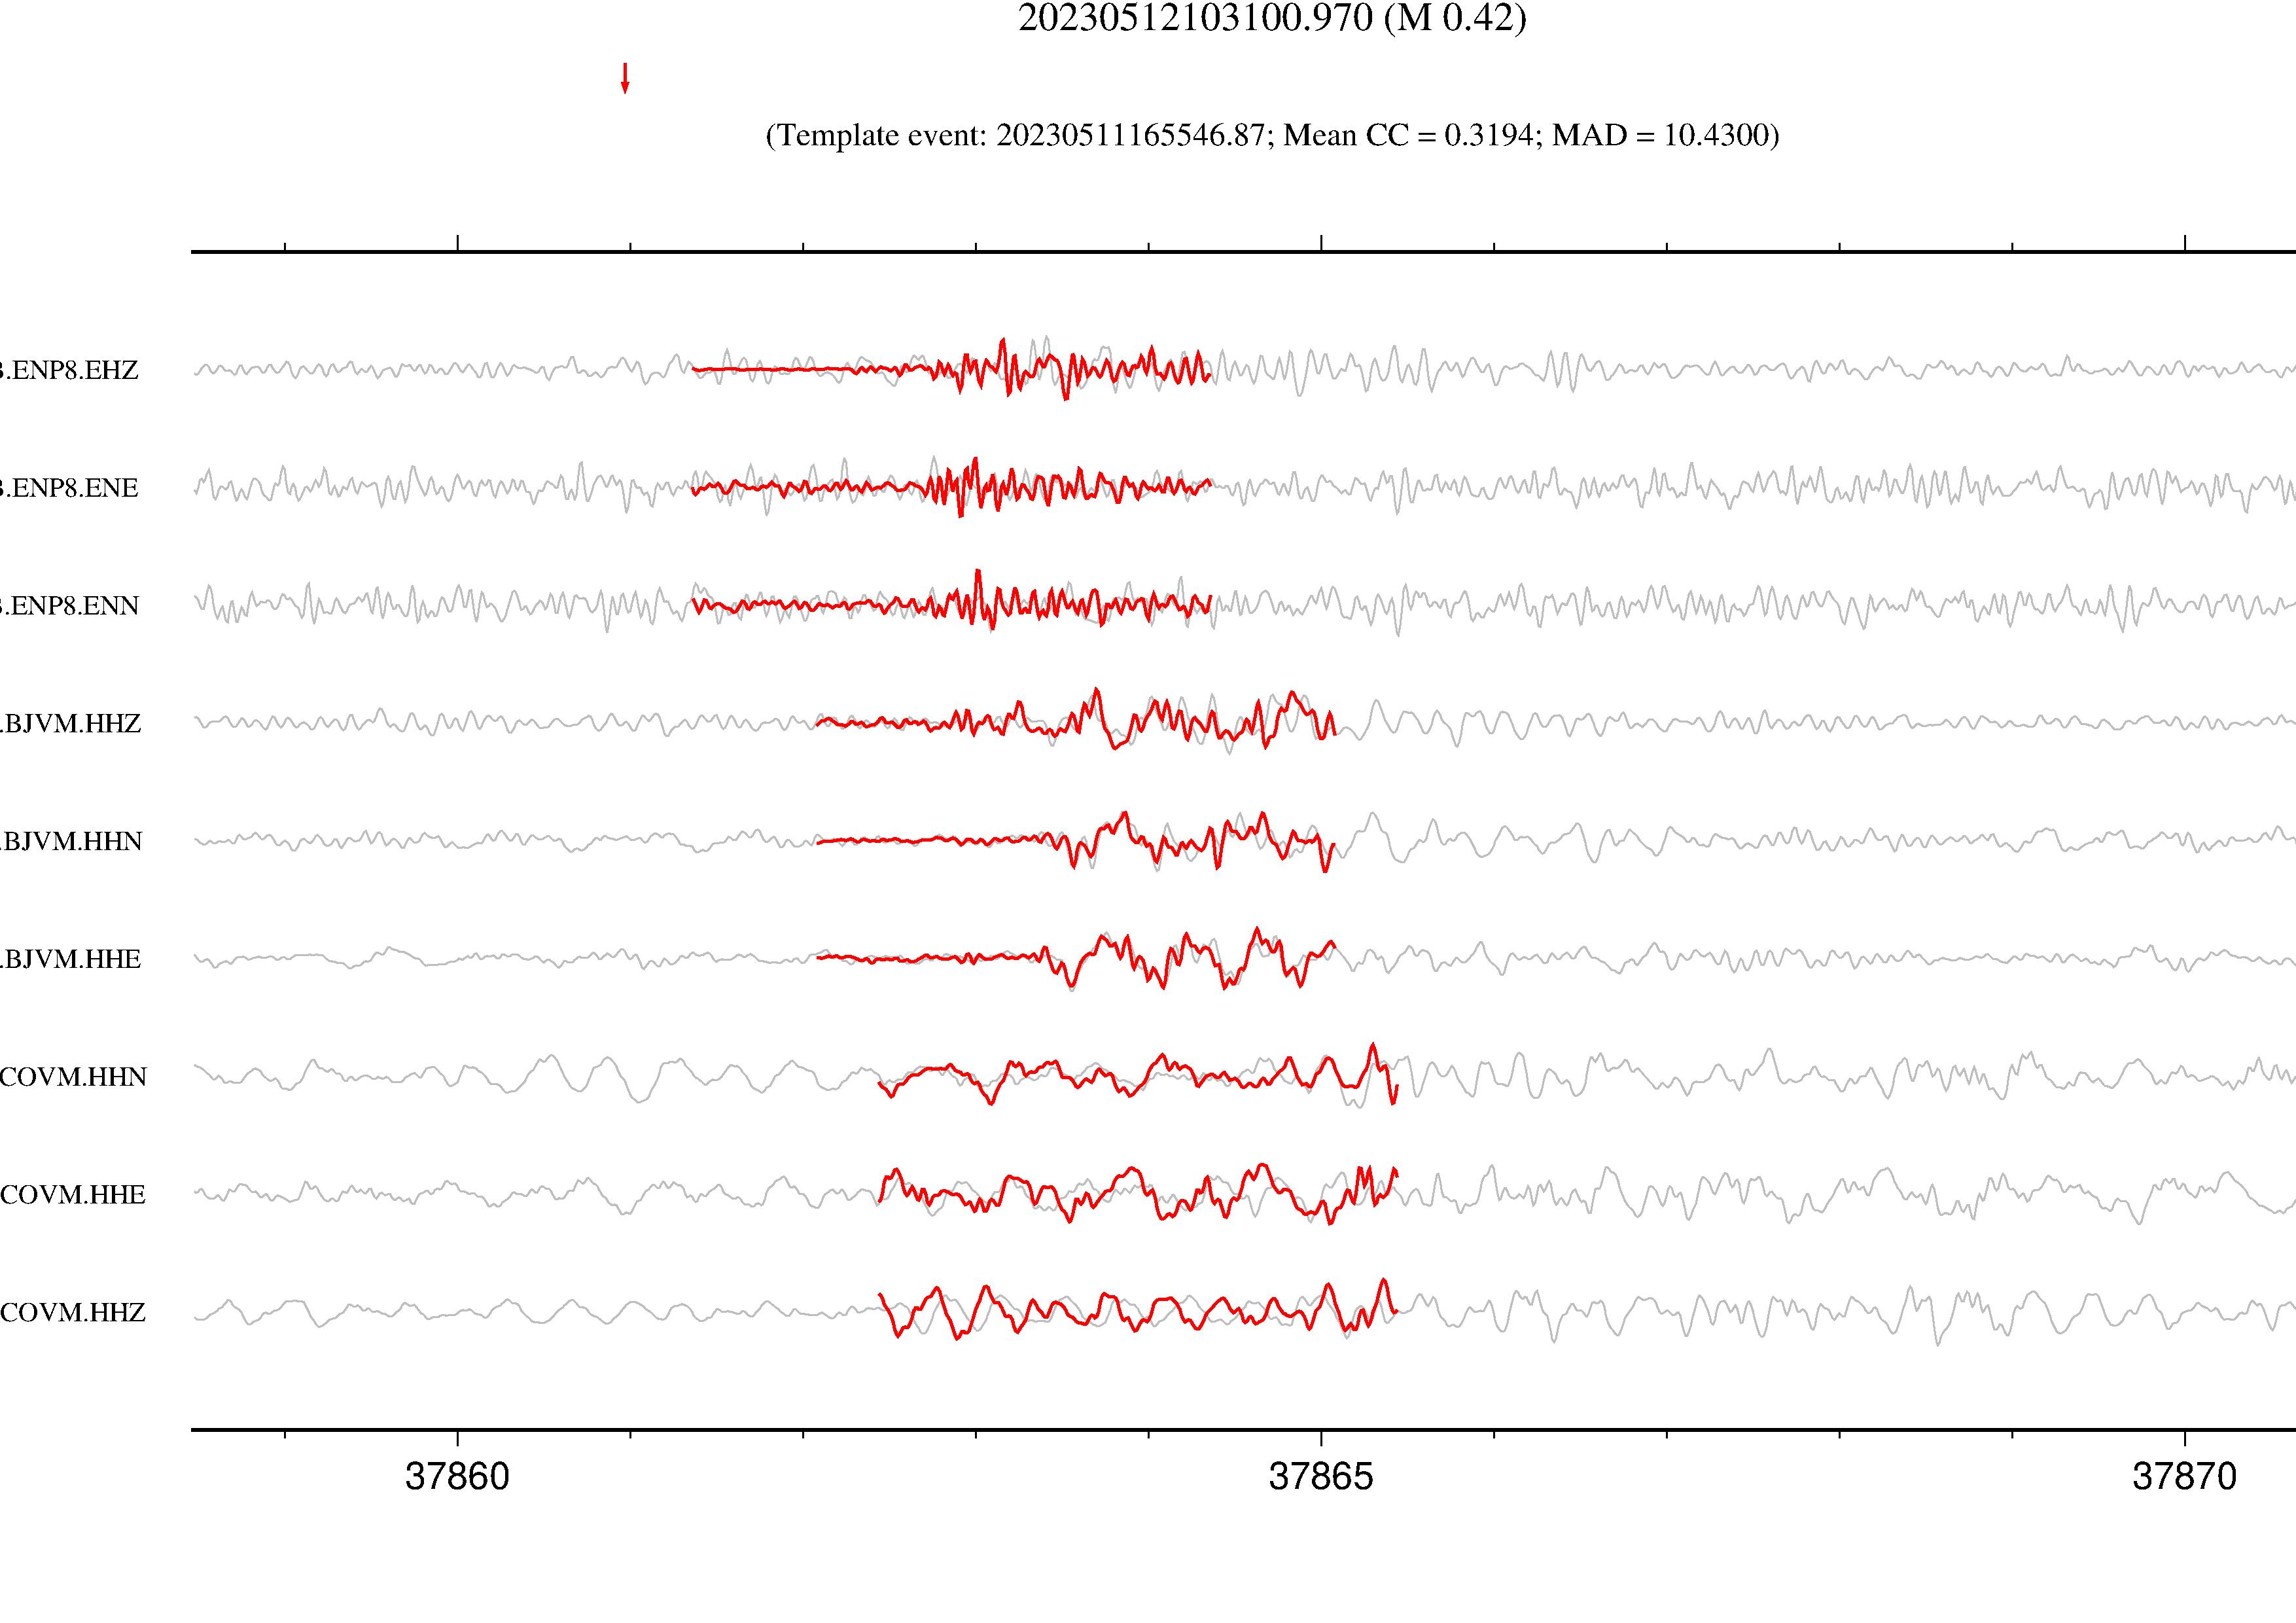 20230512103100.970 (M 0.42)
(Template event: 20230511165546.87; Mean CC = 0.3194; MAD = 10.4300)
.ENP8.EHZ
.ENP8.ENE
.ENP8.ENN
.BJVM.HHZ
.BJVM.HHN
.BJVM.HHE
COVM.HHN
COVM.HHE
COVM.HHZ
37860 37865 37870